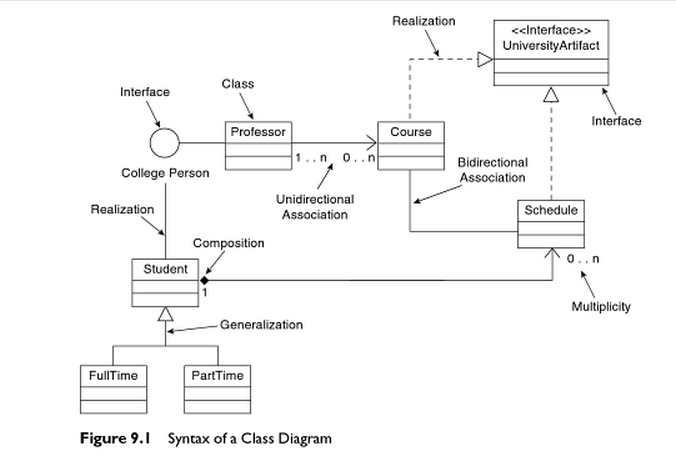 Realization
<<Interface>>
UniversityArtifact
Class
Interface
Interface
Professor
Course
1 . . n
0 . . n
College Person
Bidirectional
Association
Unidirectional
Association
Realization
Schedule
Composition
0 . . n
Student
1
Multiplicity
Generalization
FullTime
PartTime
Figure 9.1 Syntax of a Class Diagram